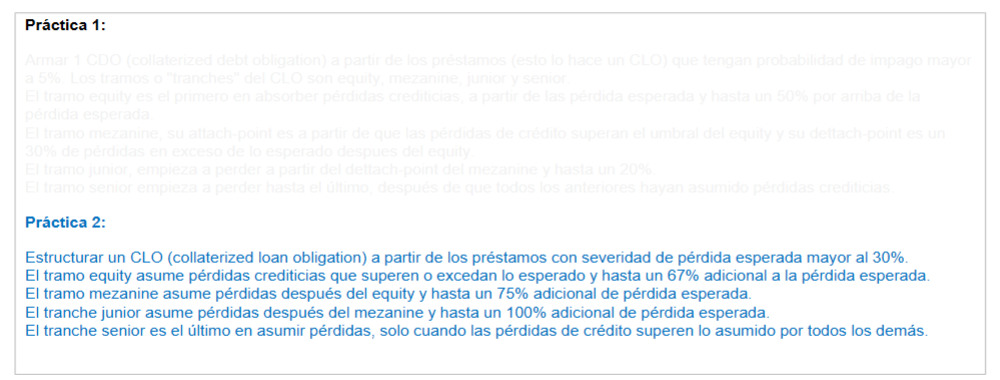 Práctica 1:
Armar 1 CDO (collaterized debt obligation) a partir de los préstamos (esto lo hace un CLO) que tengan probabilidad de impago mayor
a 5%. Los tramos o "tranches" del CLO son equity, mezanine, junior y senior
El tramo equity es el primero en absorber pérdidas crediticias, a partir de las pérdida esperada y hasta un 50% por arriba de la
pérdida esperada.
El tramo mezanine, su attach-point es a partir de que las pérdidas de crédito superan el umbral del equity y su dettach-point es un
30% de pérdidas en exceso de lo esperado despues del equity
El tramo junior, empieza a perder a partir del dettach-point del mezanine y hasta un 20%.
El tramo senior empieza a perder hasta el último, después de que todos los anteriores hayan asumido pérdidas crediticias
Práctica 2:
Estructurar un CLO (collaterized loan obligation) a partir de los préstamos con severidad de pérdida esperada mayor al 30%.
El tramo equity asume pérdidas crediticias que superen o excedan lo esperado y hasta un 67% adicional a la pérdida esperada.
El tramo mezanine asume pérdidas después del equity y hasta un 75% adicional de pérdida esperada.
El tranche junior asume pérdidas después del mezanine y hasta un 100% adicional de pérdida esperada.
El tranche senior es el último en asumir pérdidas, solo cuando las pérdidas de crédito superen lo asumido por todos los demás.